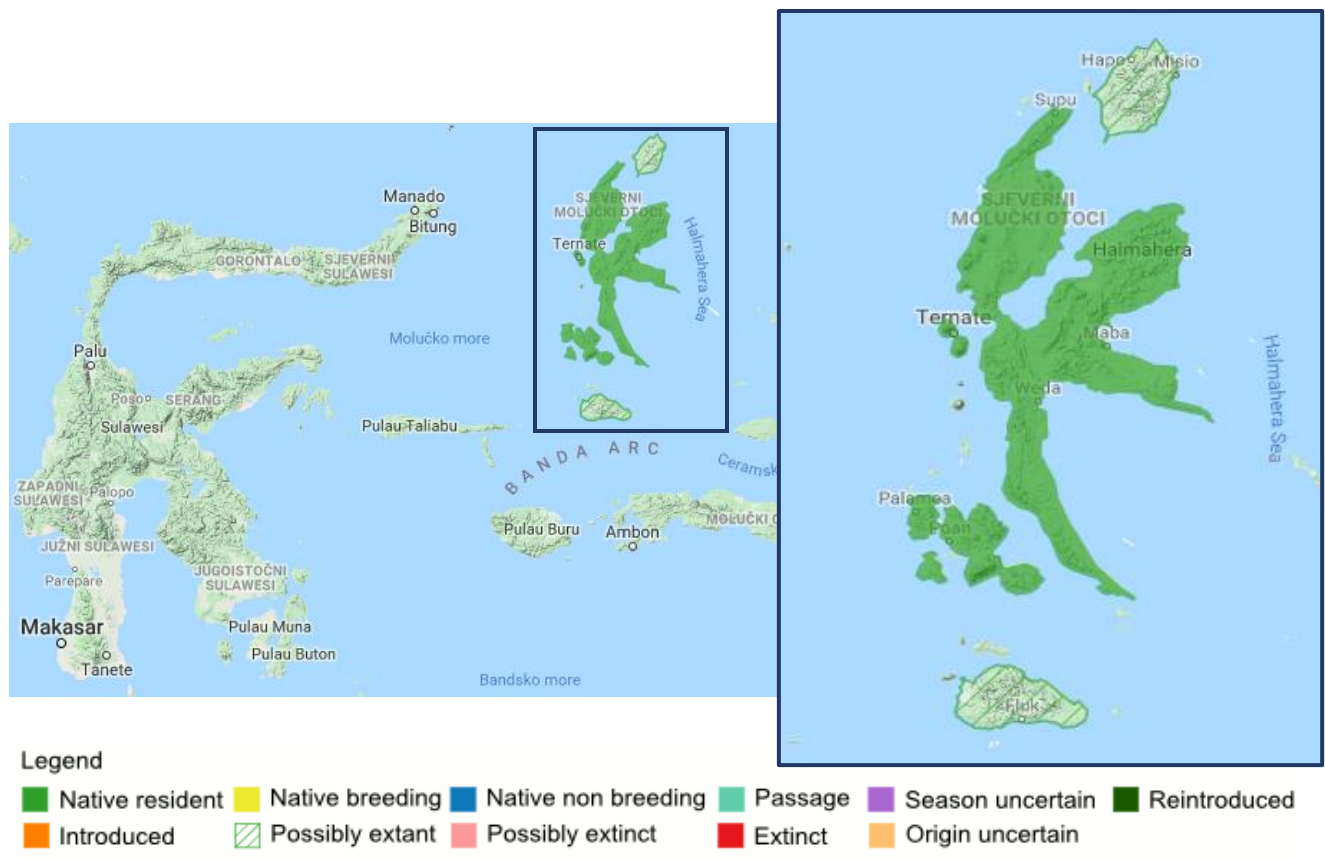 Manado
Bitung
GORONTALO
SJEVERNI
SULAWESI
Palu
Poso
SERANG
Sulawesi
ZAPADNI
SULAWESI
Palopo
JUŽNI SULAWESI
Parepare
JUGOISTOČNI
SULAWESI
Makasar
Tanete
Pulau Muna
Pulau Buton
Molučko more
Pulau Taliabu
BANDA ARC
Ceramsk
Pulau Buru
Ambon
MOLUČKI O
Bandsko more
SJEVERNI
MOLUČKI OTOCI
Ternate
Halmahera Sea
Misio
Supu
SJEVERNI
MOLUČKI OTOCI
Halmahera
Ternate
Maba
Weda
Halmahera Sea
Legend
Native resident
Native breeding
Native non breeding
Passage
Season uncertain
Reintroduced
Introduced
Possibly extant
Possibly extinct
Extinct
Origin uncertain